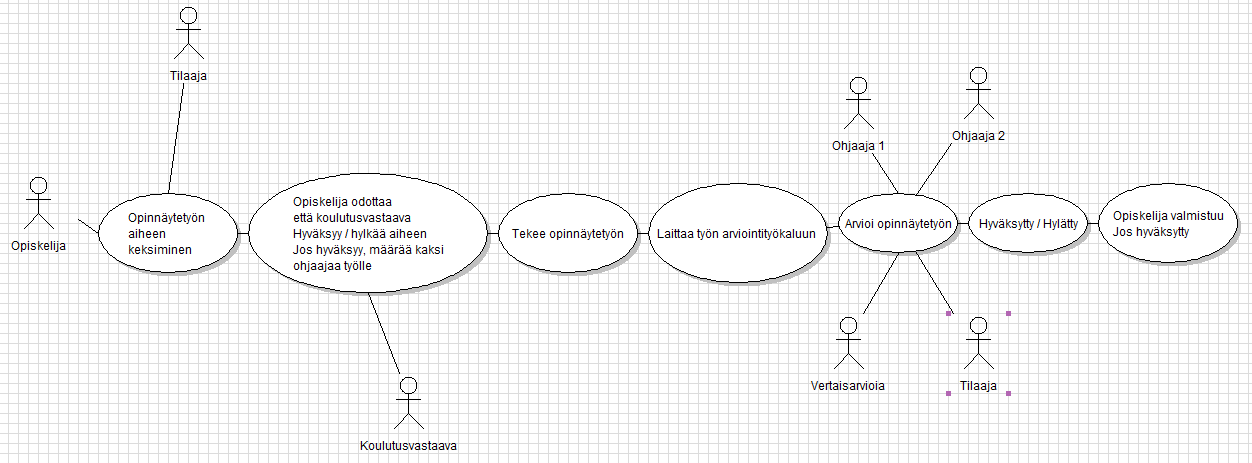 Tilaaja
Opiskelija
Opinnäytetyön
aiheen
keksiminen
Opiskelija odottaa
että koulutusvastaava
Hyväksyy / hylkää aiheen
Jos hyväksyy, määrää kaksi
ohjaajaa työlle
Koulutusvastaava
Tekee opinnäytetyön
Laittaa työn arviointityökaluun
Ohjaaja 1
Ohjaaja 2
Arvioi opinnäytetyön
Vertaisarvioia
Tilaaja
Hyväksytty / Hylätty
Opiskelija valmistuu
Jos hyväksytty